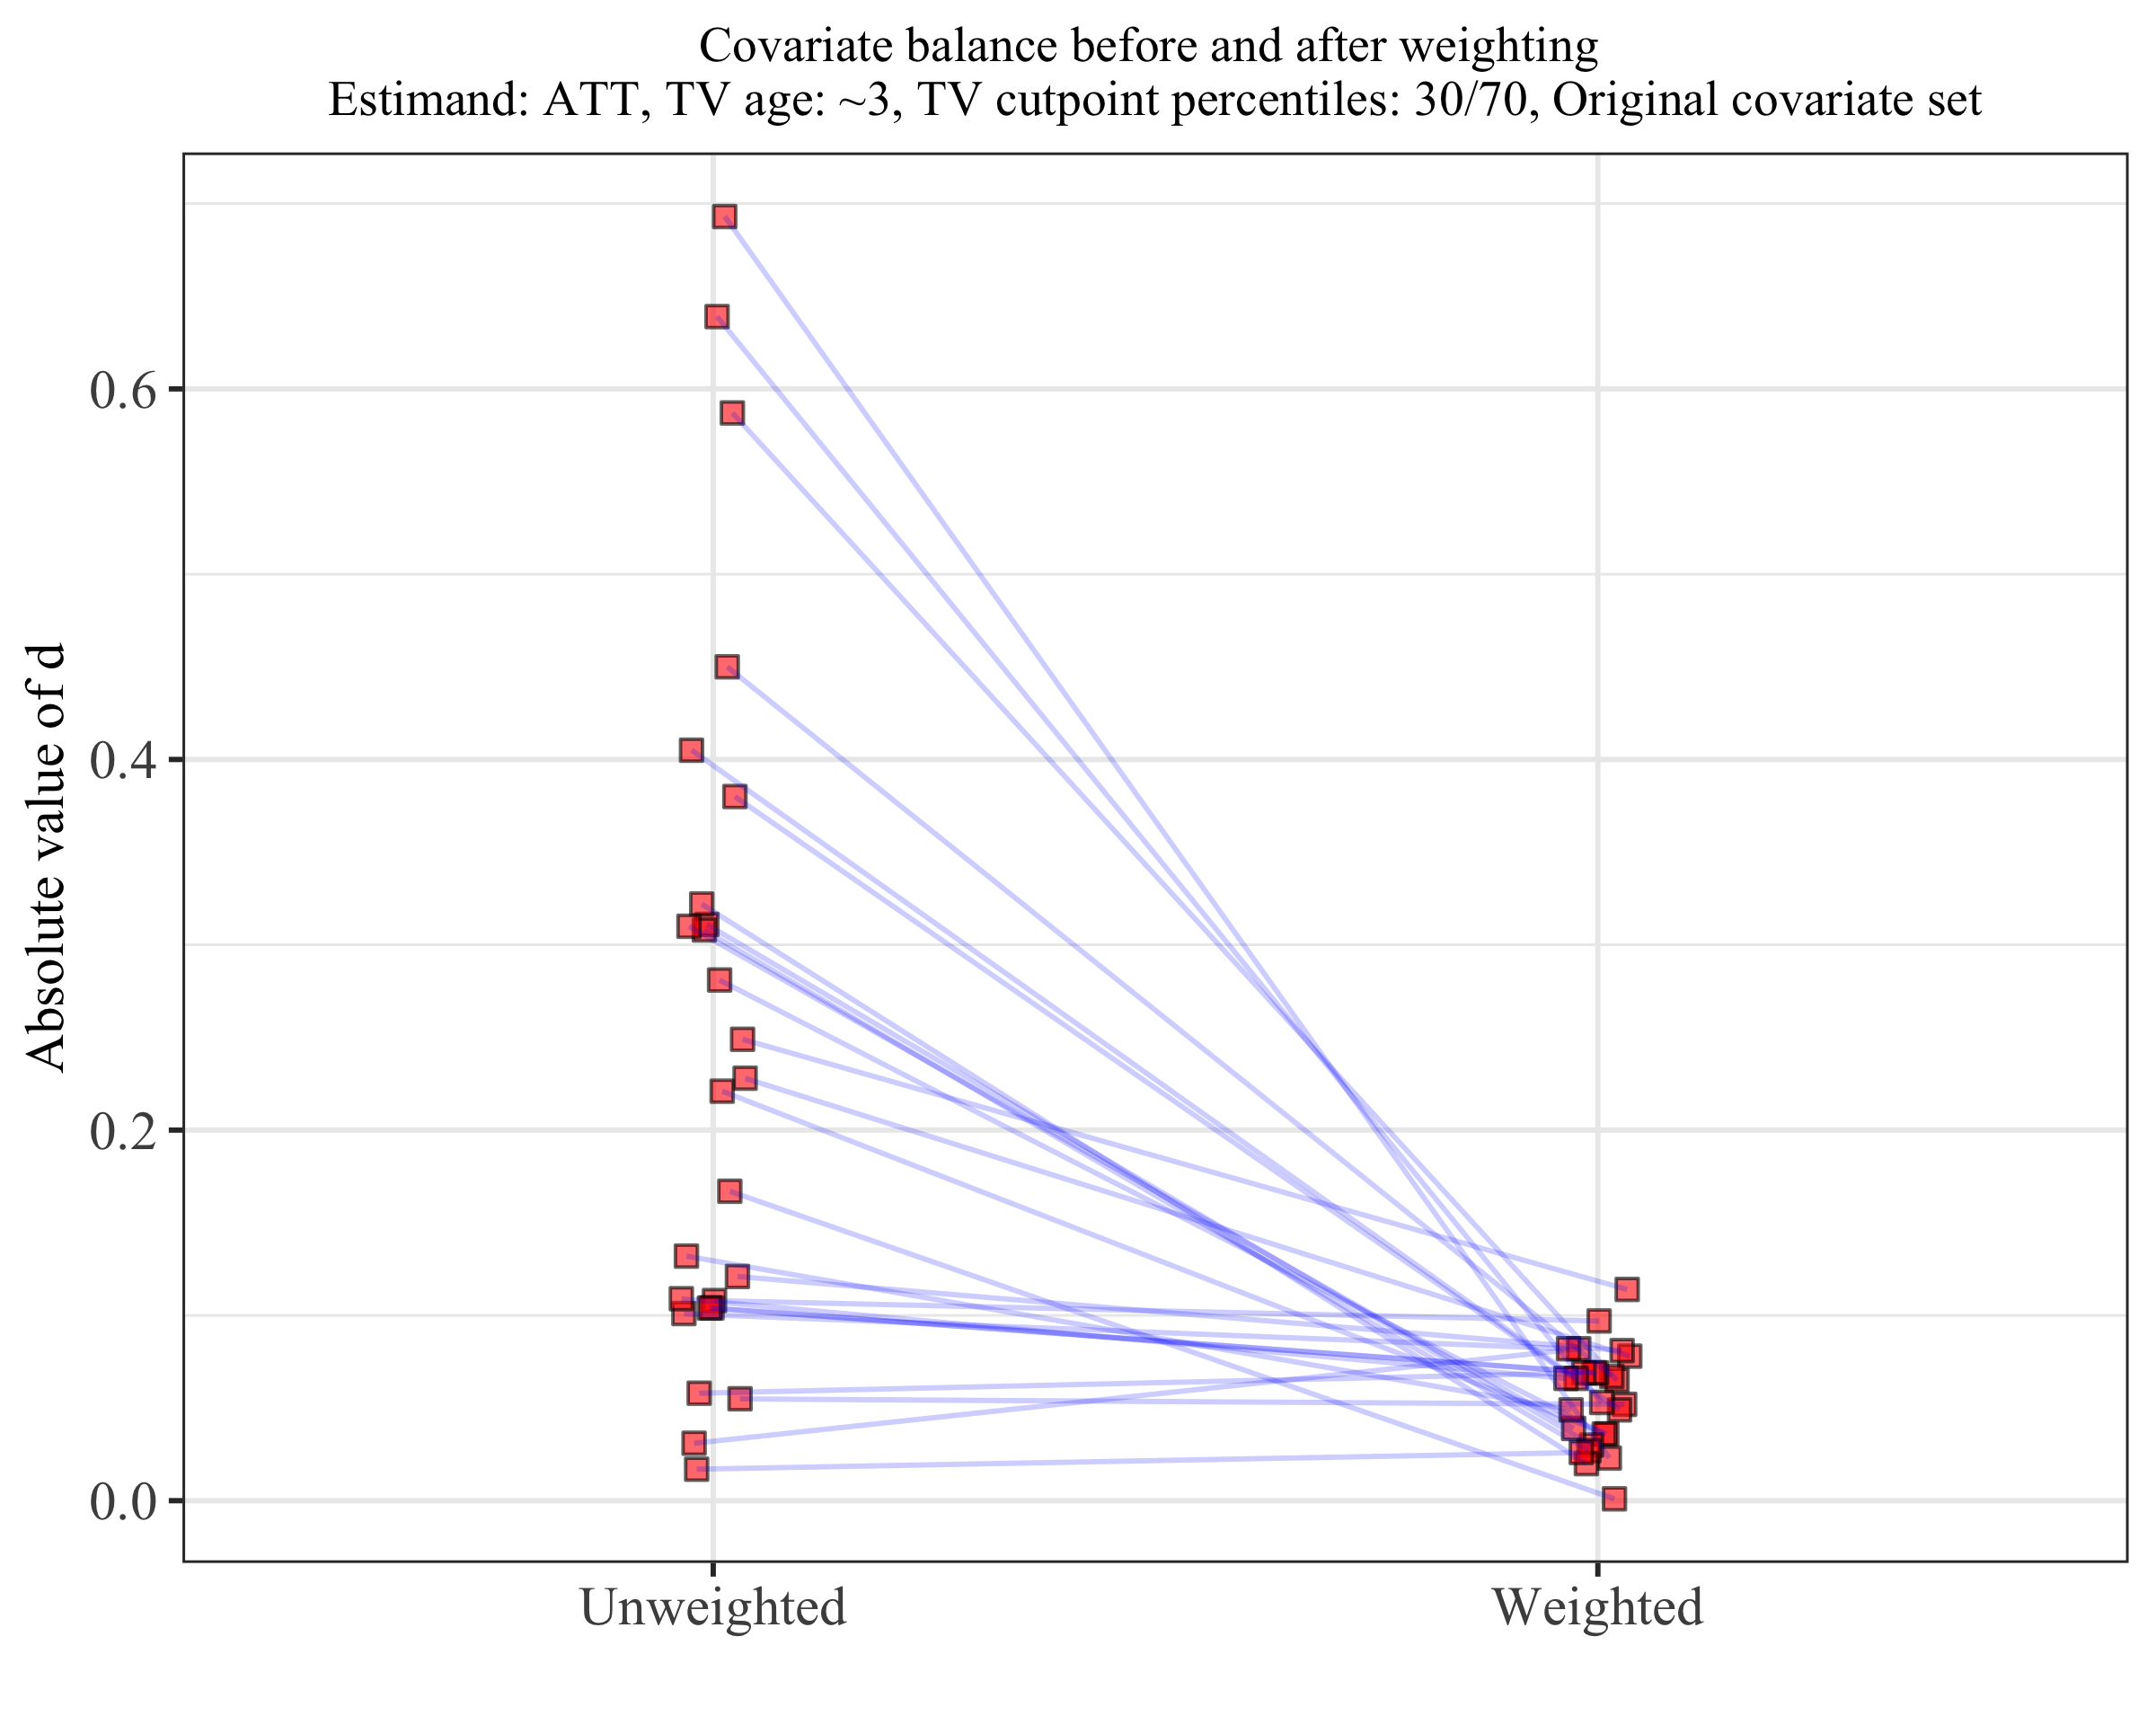 Covariate balance before and after weighting
Estimand: ATT, TV age: ~3, TV cutpoint percentiles: 30/70, Original covariate set
Absolute value of d
0.6
0.4
0.2
0.0
Unweighted
Weighted